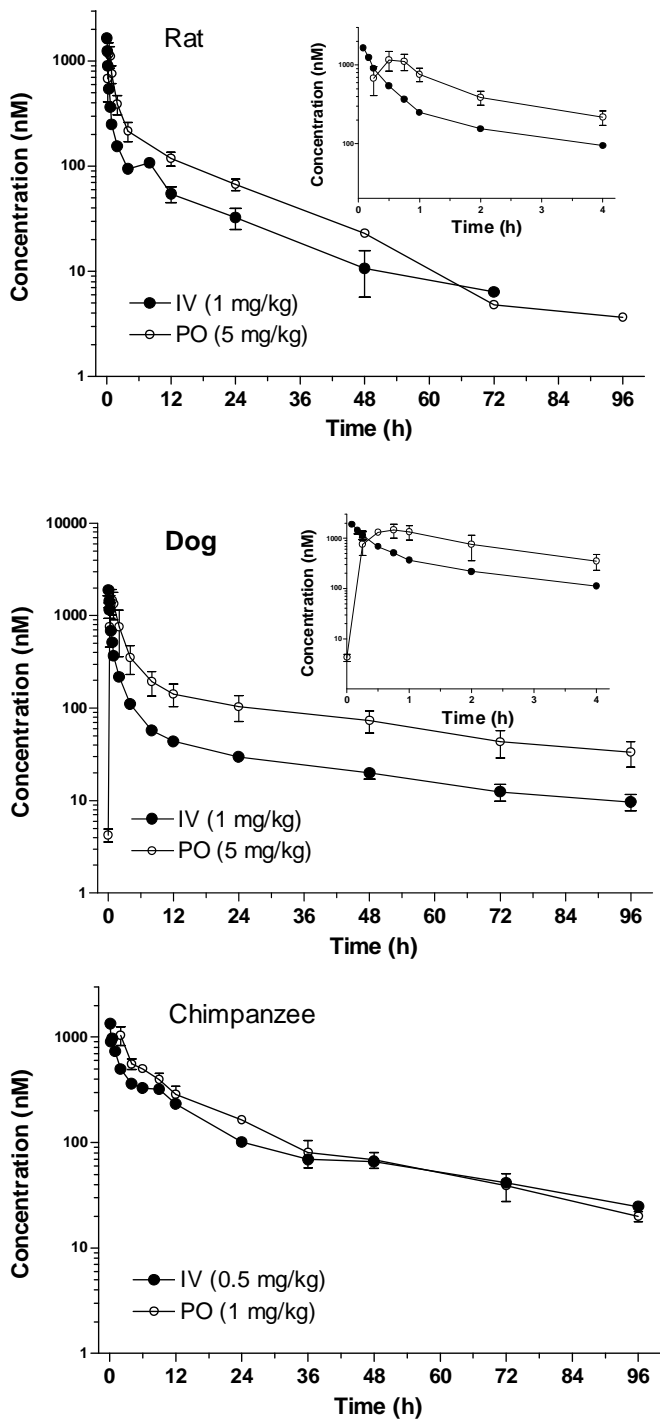 Rat
Concentration (nM)
1000
100
10
1
IV (1 mg/kg)
PO (5 mg/kg)
0 12 24 36 48 60 72 84 96
Time (h)
Concentration (nM)
1000
100
0 1 2 3 4
Time (h)
Dog
Concentration (nM)
10000
1000
100
10
1
IV (1 mg/kg)
PO (5 mg/kg)
0 12 24 36 48 60 72 84 96
Time (h)
Concentration (nM)
1000
100
10
0 1 2 3 4
Time (h)
Chimpanzee
Concentration (nM)
1000
100
10
1
IV (0.5 mg/kg)
PO (1 mg/kg)
0 12 24 36 48 60 72 84 96
Time (h)